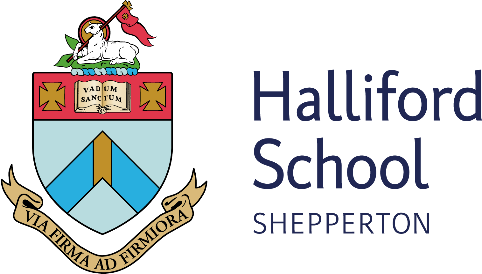 VADUM
SANCTUM
VIA FIRMA AD FIRMIORA
Halliford
School
SHEPPERTON